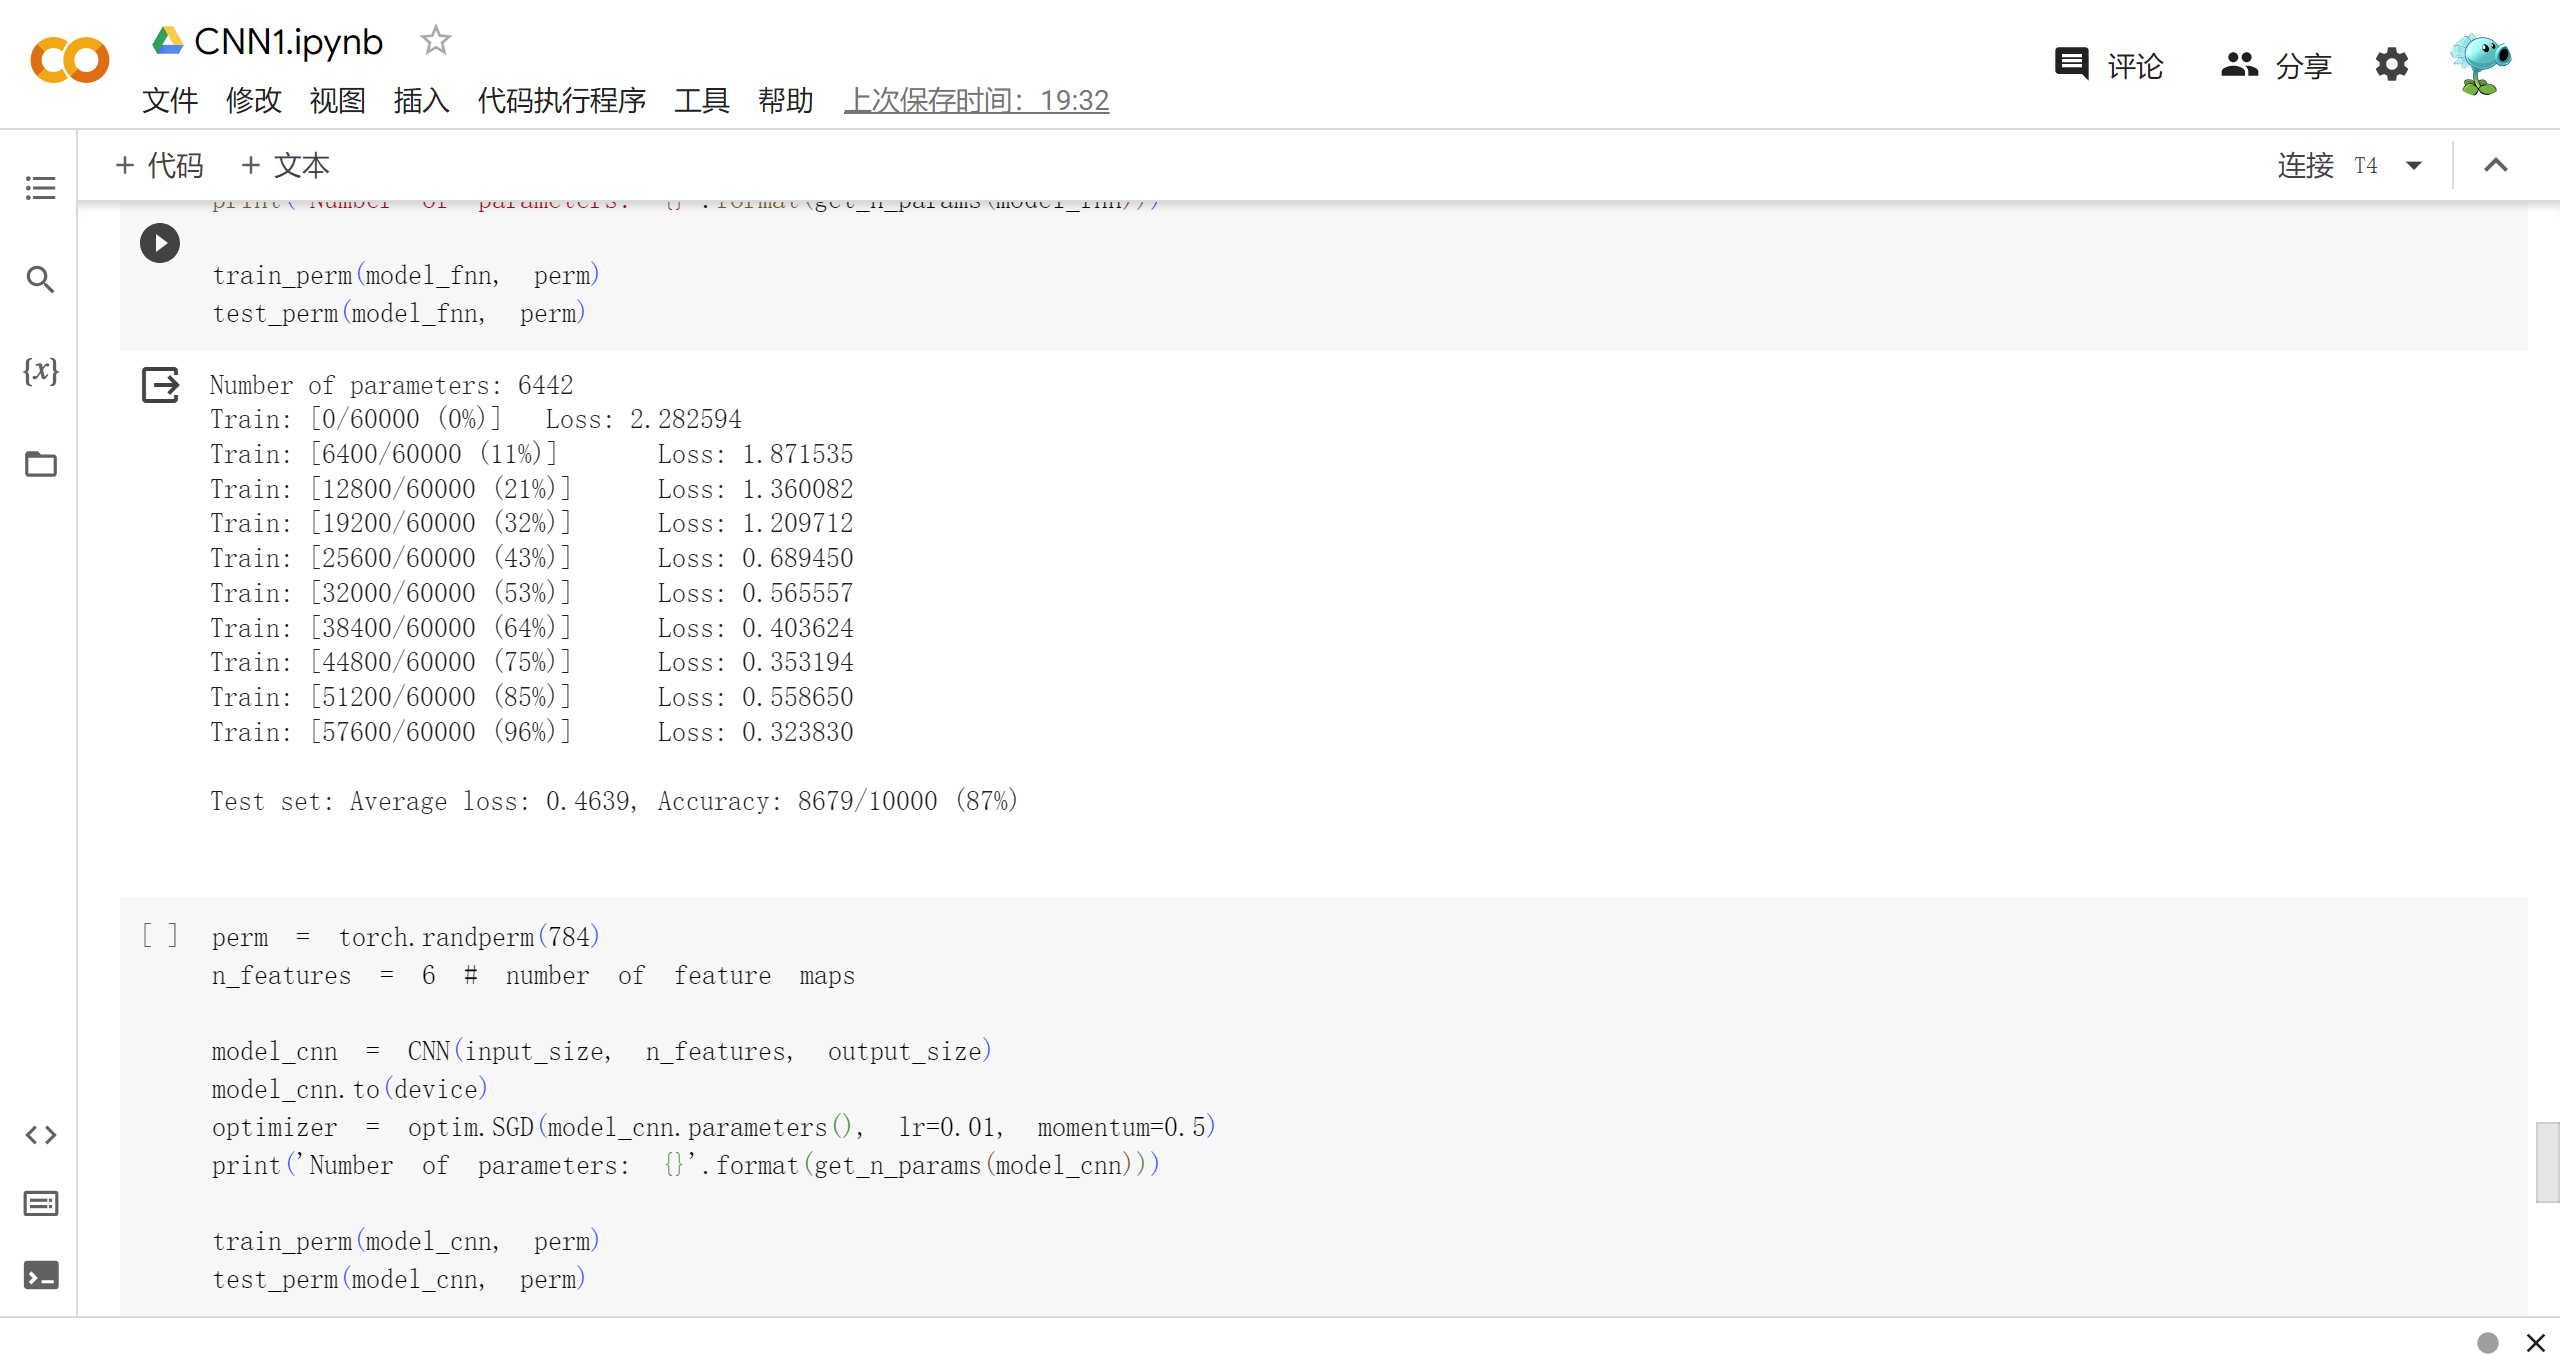 CNN1.ipynb
文件 修改 视图 插入 代码执行程序 工具 帮助 上次保存时间：19:32
评论 分享
+ 代码 + 文本
连接 T4
print('Number of parameters: {}'.format(get_n_params(model_fnn)))
train_perm(model_fnn, perm)
test_perm(model_fnn, perm)
{x}
Number of parameters: 6442
Train: [0/60000 (0%)] Loss: 2.282594
Train: [6400/60000 (11%)] Loss: 1.871535
Train: [12800/60000 (21%)] Loss: 1.360082
Train: [19200/60000 (32%)] Loss: 1.209712
Train: [25600/60000 (43%)] Loss: 0.689450
Train: [32000/60000 (53%)] Loss: 0.565557
Train: [38400/60000 (64%)] Loss: 0.403624
Train: [44800/60000 (75%)] Loss: 0.353194
Train: [51200/60000 (85%)] Loss: 0.558650
Train: [57600/60000 (96%)] Loss: 0.323830
Test set: Average loss: 0.4639, Accuracy: 8679/10000 (87%)
[ ] perm = torch.randperm(784)
n_features = 6 # number of feature maps
model_cnn = CNN(input_size, n_features, output_size)
model_cnn.to(device)
optimizer = optim.SGD(model_cnn.parameters(), lr=0.01, momentum=0.5)
print('Number of parameters: {}'.format(get_n_params(model_cnn)))
train_perm(model_cnn, perm)
test_perm(model_cnn, perm)